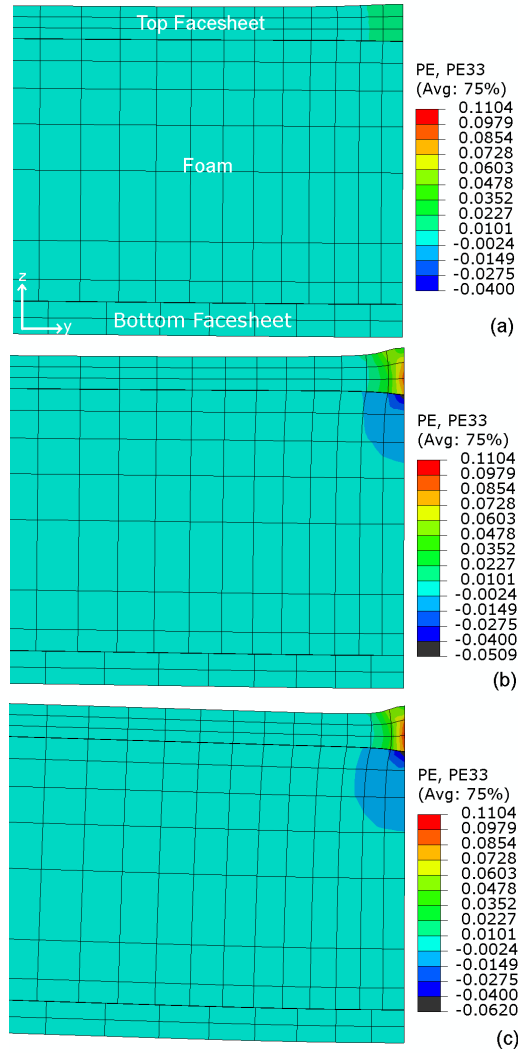 Top Facesheet
Foam
z
y
Bottom Facesheet
PE, PE33
(Avg: 75%)
0.1104
0.0979
0.0854
0.0728
0.0603
0.0478
0.0352
0.0227
0.0101
-0.0024
-0.0149
-0.0275
-0.0400
(a)
PE, PE33
(Avg: 75%)
0.1104
0.0979
0.0854
0.0728
0.0603
0.0478
0.0352
0.0227
0.0101
-0.0024
-0.0149
-0.0275
-0.0400
-0.0509
(b)
PE, PE33
(Avg: 75%)
0.1104
0.0979
0.0854
0.0728
0.0603
0.0478
0.0352
0.0227
0.0101
-0.0024
-0.0149
-0.0275
-0.0400
-0.0620
(c)